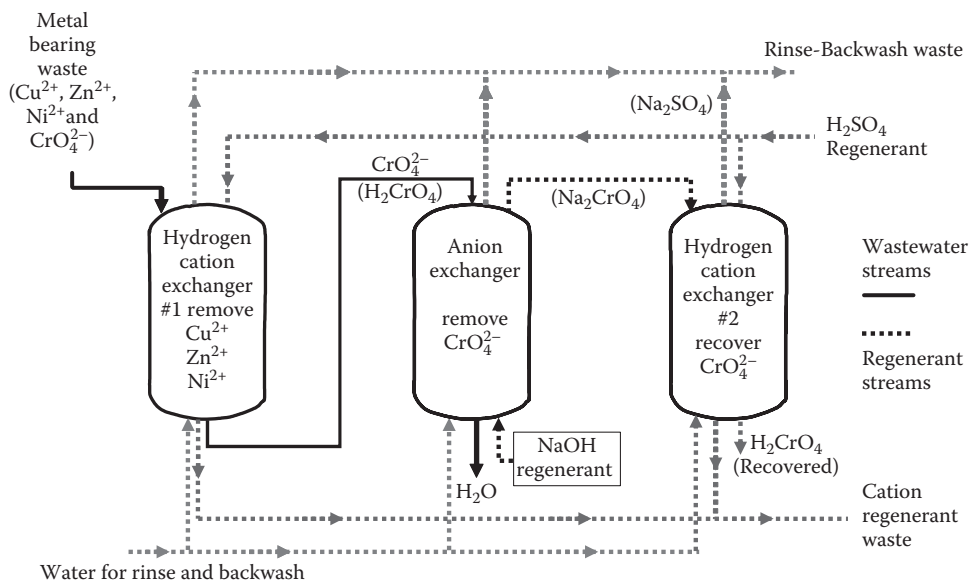 Metal
bearing
waste
(Cu²⁺, Zn²⁺,
Ni²⁺and
CrO₄²⁻)
Rinse-Backwash waste
(Na₂SO₄)
H₂SO₄
Regenerant
CrO₄²⁻
(H₂CrO₄)
(Na₂CrO₄)
Hydrogen
cation
exchanger
#1 remove
Cu²⁺
Zn²⁺
Ni²⁺
Anion
exchanger
remove
CrO₄²⁻
Hydrogen
cation
exchanger
#2
recover
CrO₄²⁻
Wastewater
streams
Regenerant
streams
NaOH
regenerant
H₂O
H₂CrO₄
(Recovered)
Cation
regenerant
waste
Water for rinse and backwash